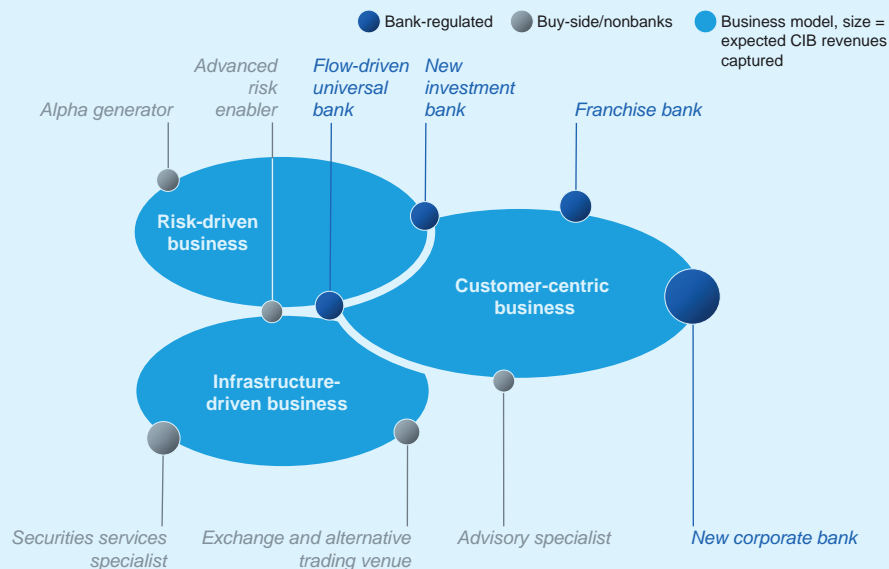 Bank-regulated
Buy-side/nonbanks
Business model, size =
expected CIB revenues
captured
Alpha generator
Advanced
risk
enabler
Flow-driven
universal
bank
New
investment
bank
Franchise bank
Risk-driven
business
Customer-centric
business
Infrastructure-
driven business
Securities services
specialist
Exchange and alternative
trading venue
Advisory specialist
New corporate bank